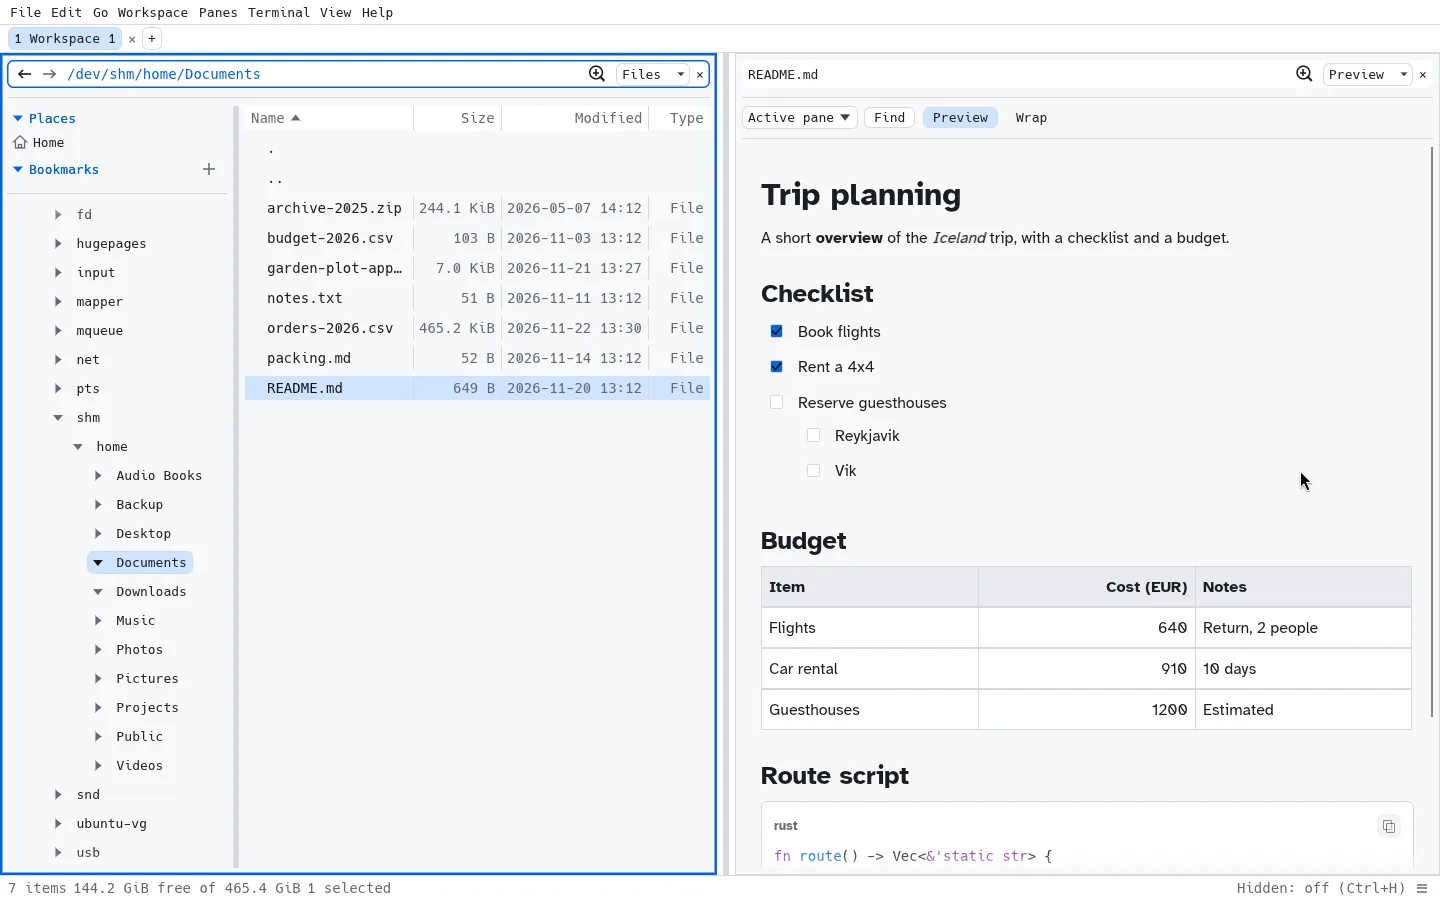 File Edit Go Workspace Panes Terminal View Help
1 Workspace 1 × +
/dev/shm/home/Documents
Files ×
Places
Home
Bookmarks
fd
hugepages
input
mapper
mqueue
net
pts
shm
home
Audio Books
Backup
Desktop
Documents
Downloads
Music
Photos
Pictures
Projects
Public
Videos
snd
ubuntu-vg
usb
Name Size Modified Type
.
..
archive-2025.zip 244.1 KiB 2026-05-07 14:12 File
budget-2026.csv 103 B 2026-11-03 13:12 File
garden-plot-app… 7.0 KiB 2026-11-21 13:27 File
notes.txt 51 B 2026-11-11 13:12 File
orders-2026.csv 465.2 KiB 2026-11-22 13:30 File
packing.md 52 B 2026-11-14 13:12 File
README.md 649 B 2026-11-20 13:12 File
README.md
Preview ×
Active pane Find Preview Wrap
Trip planning
A short overview of the Iceland trip, with a checklist and a budget.
Checklist
Book flights
Rent a 4x4
Reserve guesthouses
Reykjavik
Vik
Budget
Item Cost (EUR) Notes
Flights 640 Return, 2 people
Car rental 910 10 days
Guesthouses 1200 Estimated
Route script
rust
fn route() -> Vec<&'static str> {
7 items 144.2 GiB free of 465.4 GiB 1 selected
Hidden: off (Ctrl+H)